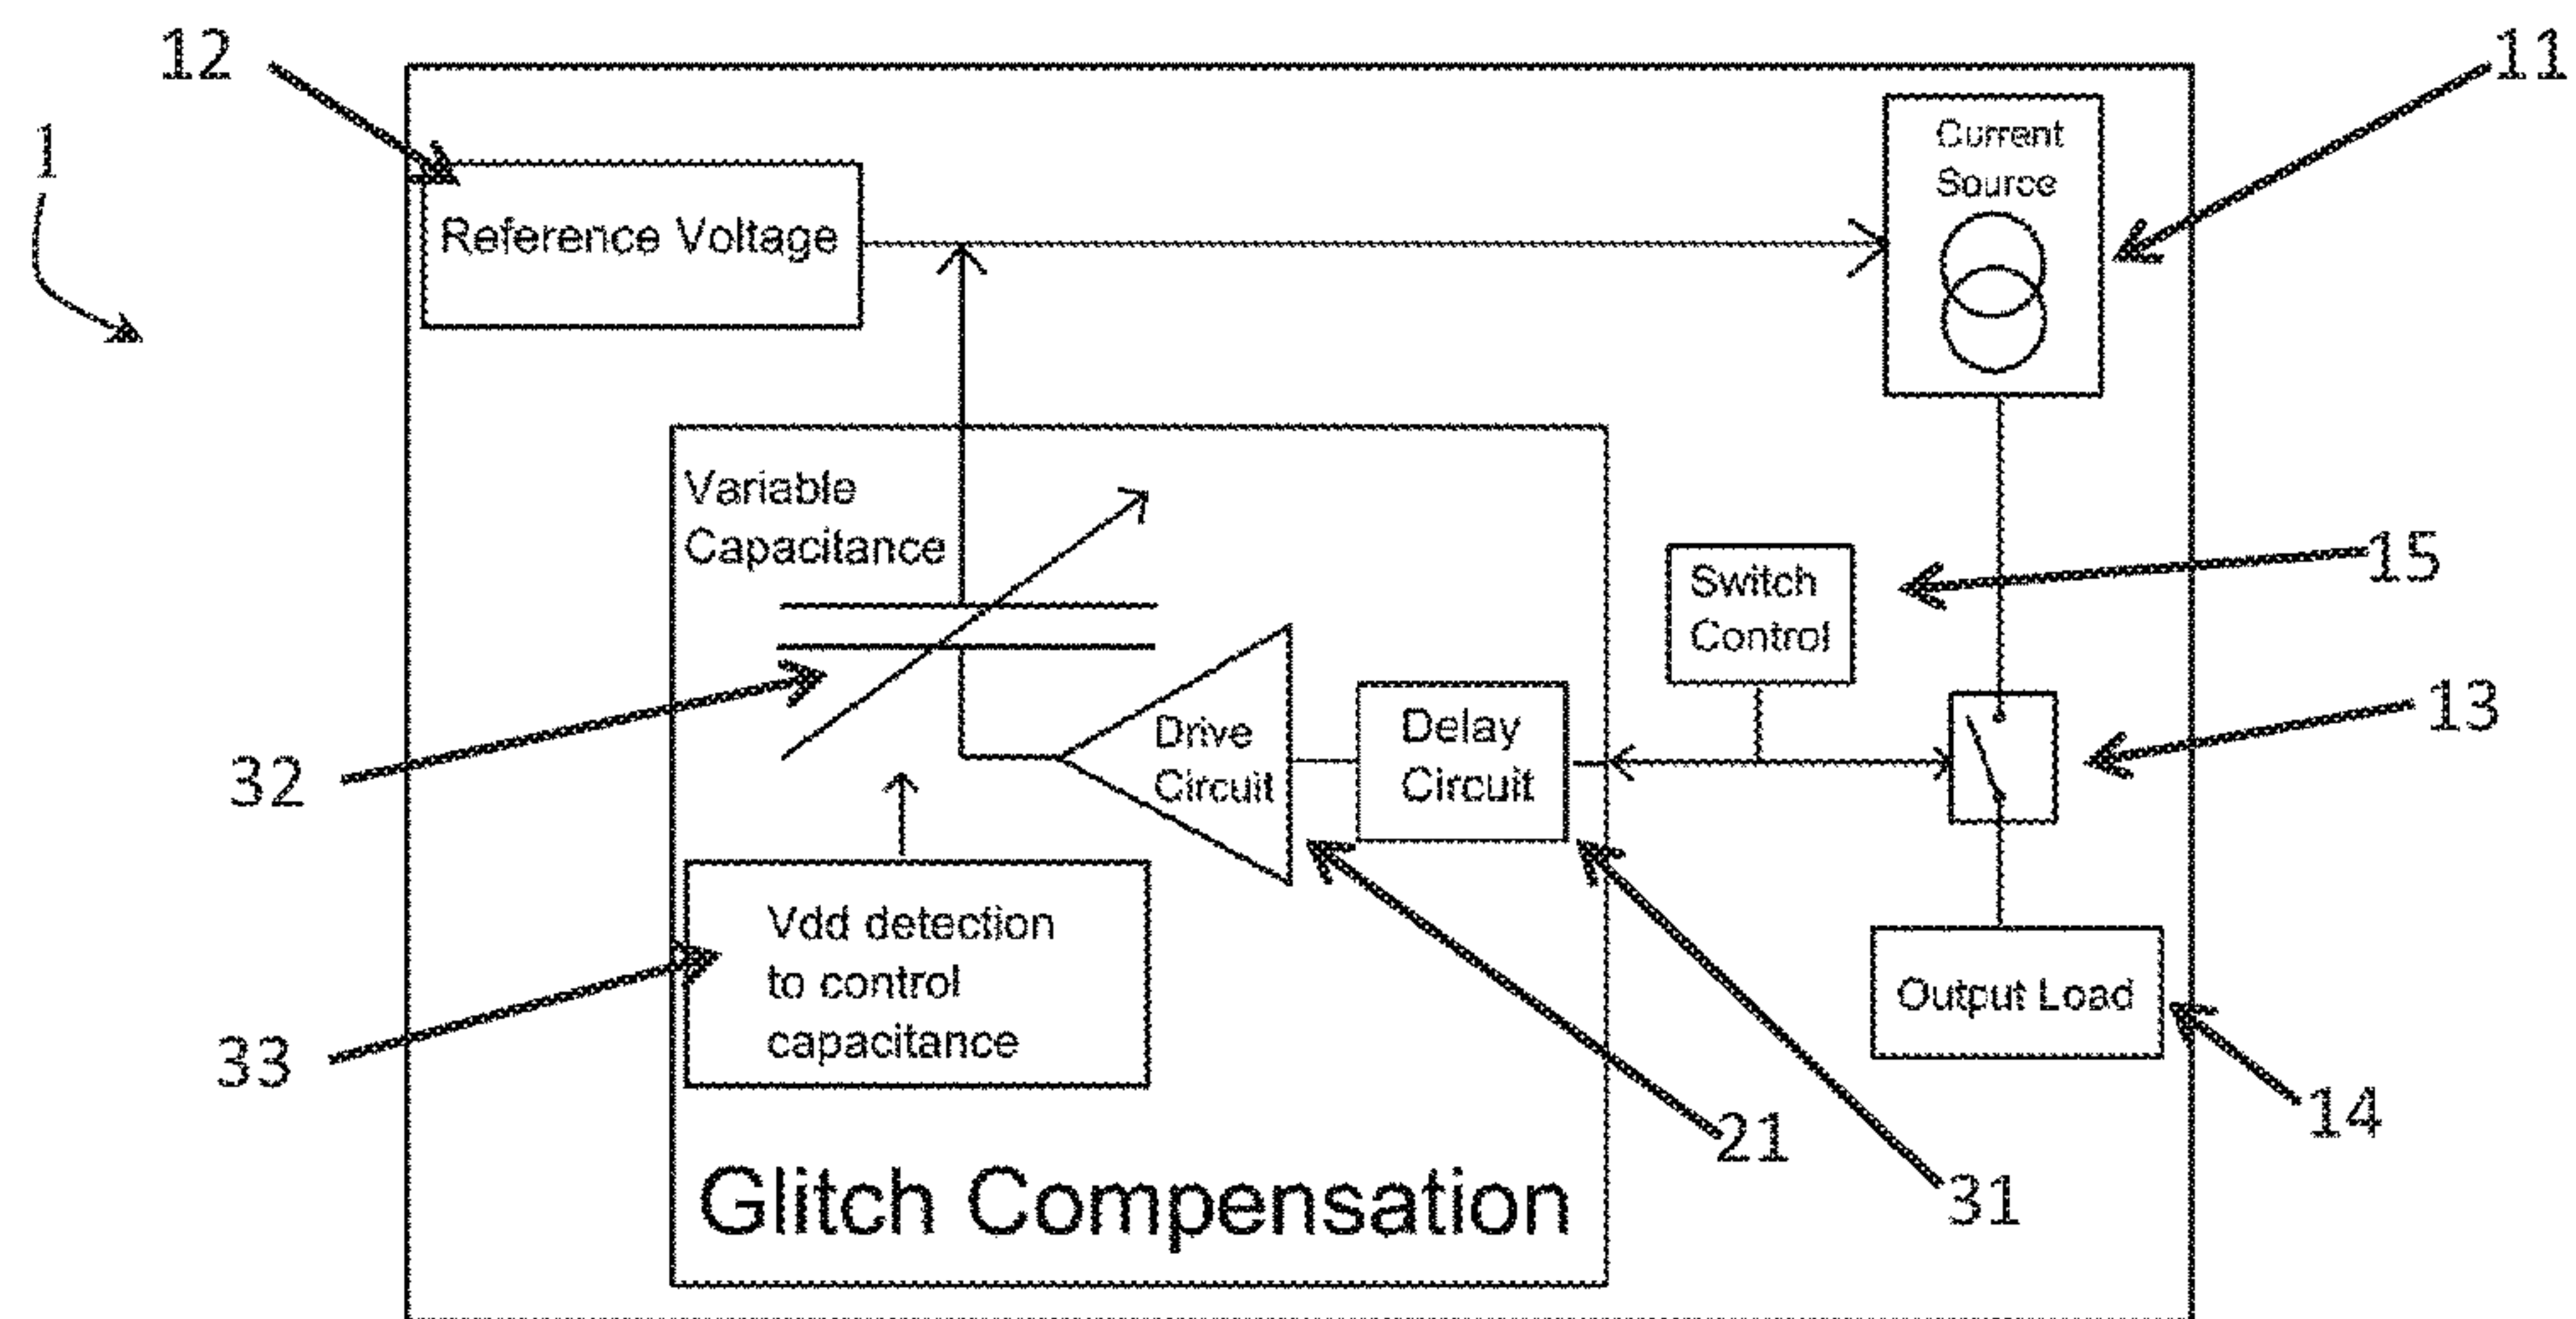 12
11
1
Current
Source
Reference Voltage
Variable
Capacitance
Switch
Control
15
13
Drive
Circuit
Delay
Circuit
32
Vdd detection
to control
capacitance
Output Load
33
21
14
31
Glitch Compensation